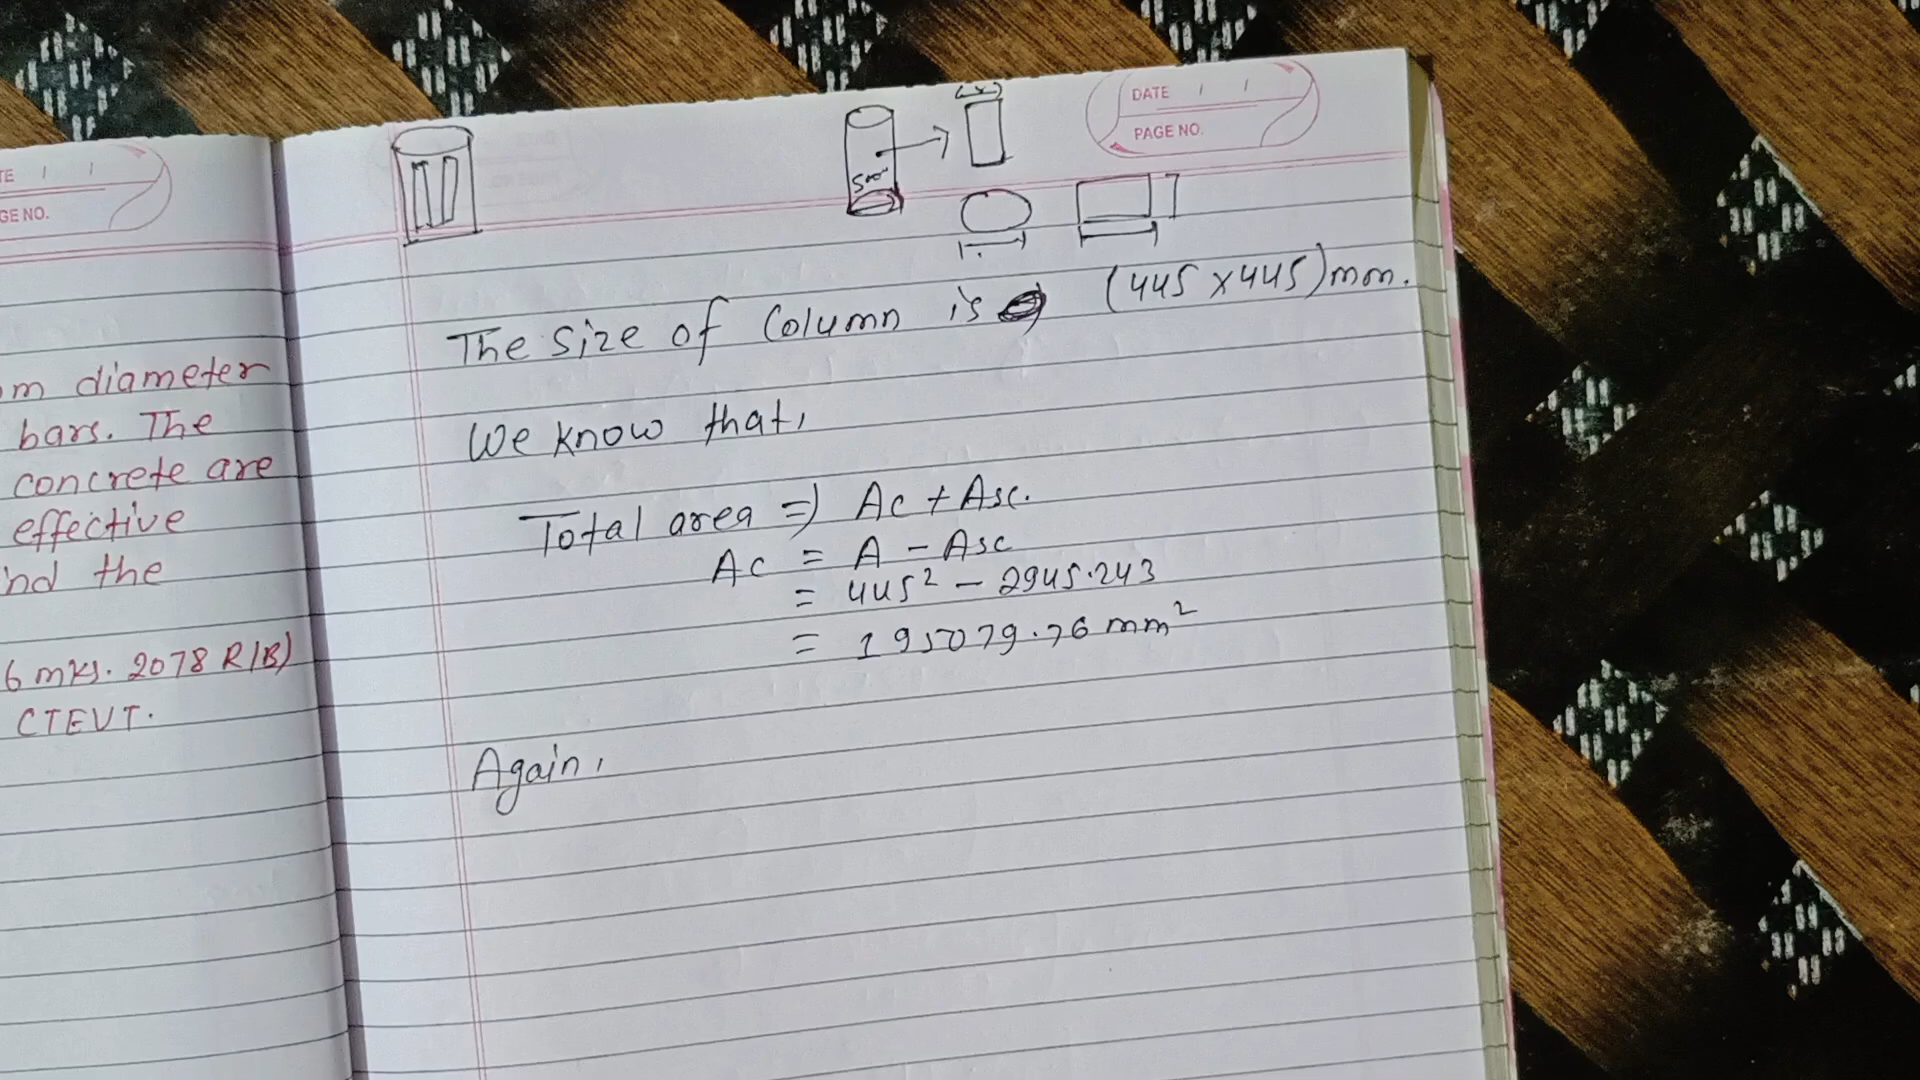 TE / /
GE NO.
m diameter
bars. The
concrete are
effective
nd the
6 mks. 2078 R/B)
CTEVT.
DATE / /
PAGE NO.
The size of Column is (445 x 445)mm.
We know that,
Total area => Ac + Asc.
Ac = A - Asc
= 445² - 2945.243
= 195079.76 mm²
Again,